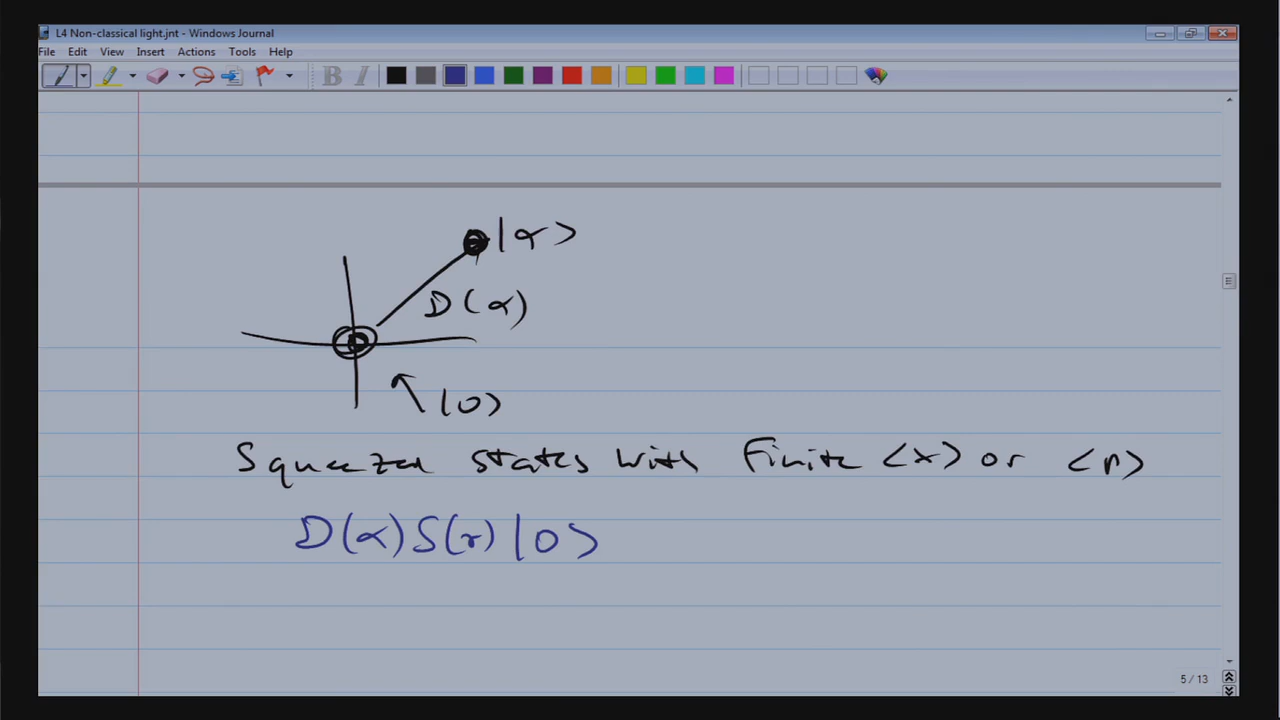 L4 Non-classical light.jnt - Windows Journal
File Edit View Insert Actions Tools Help
B I
|α>
D(α)
|0>
Squeezed states with finite <x> or <p>
D(α)S(r)|0>
5 / 13